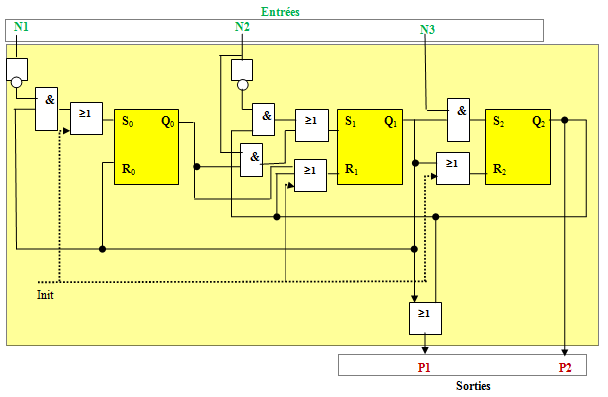 Entrées
N1 N2 N3
& ≥1 S0 Q0
& & ≥1 ≥1 S1 Q1 R1
& ≥1 S2 Q2 R2
R0
Init
≥1
P1 P2
Sorties